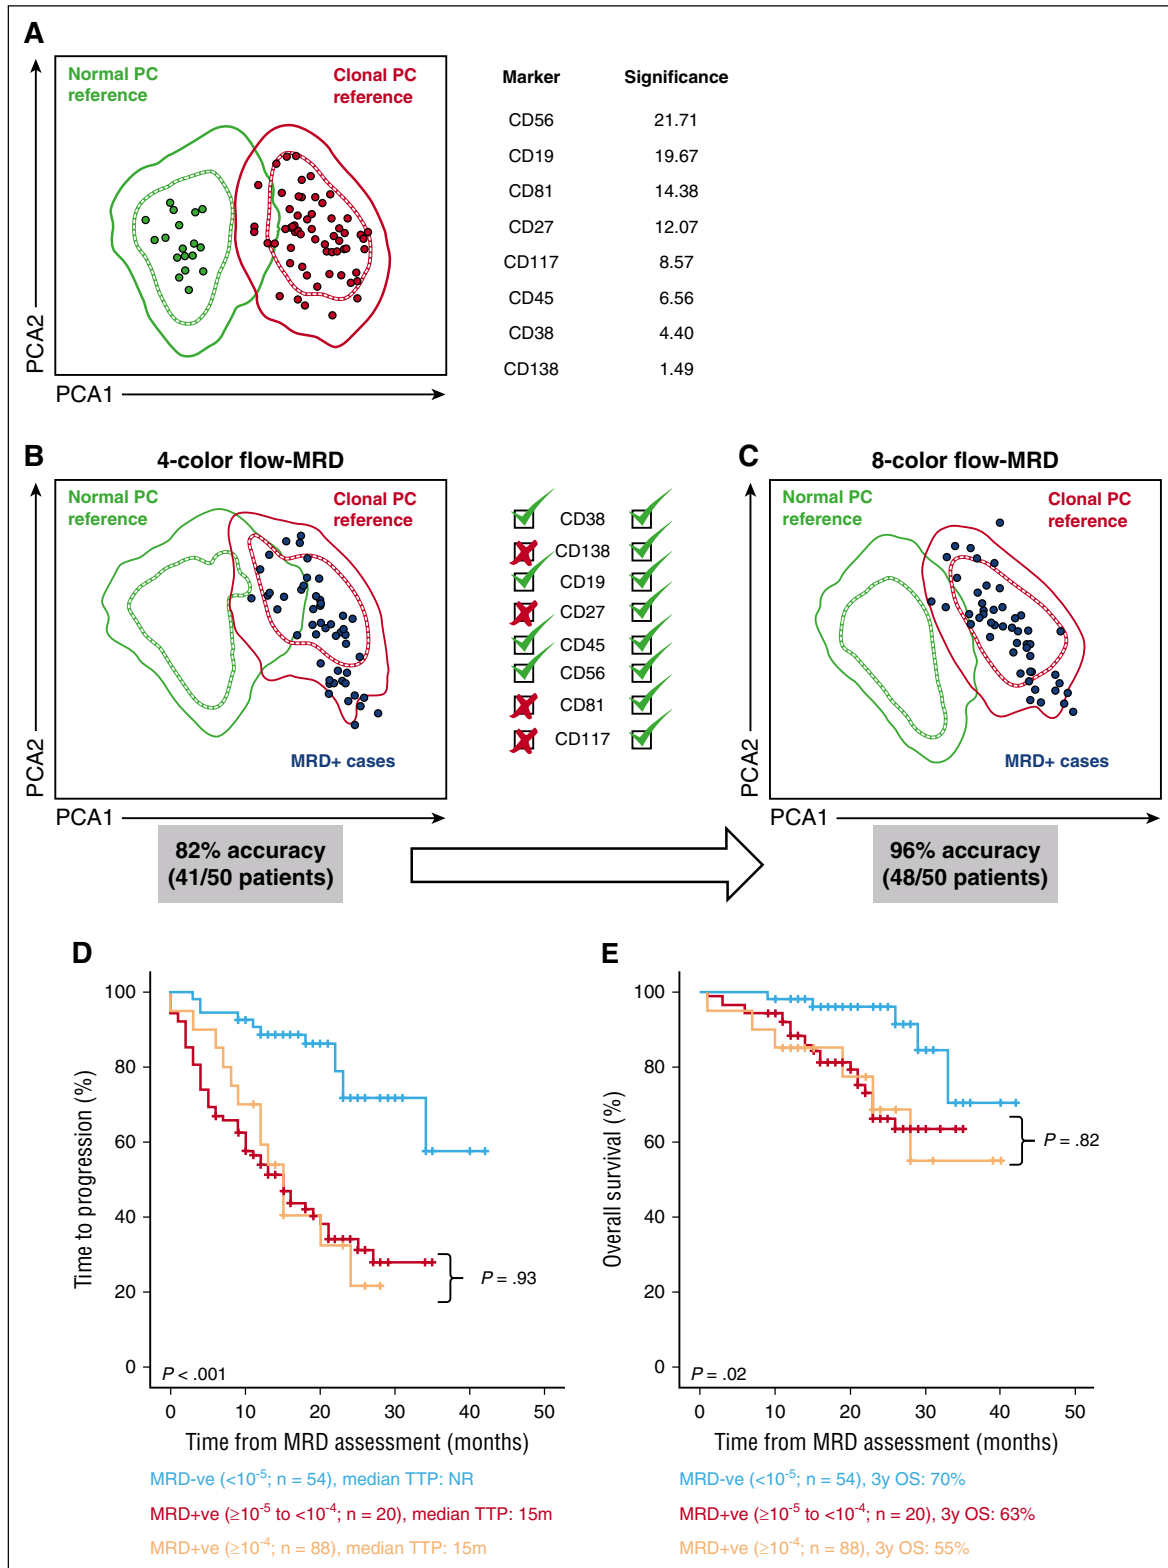 A
Normal PC
reference
Clonal PC
reference
PCA2
PCA1
Marker Significance
CD56 21.71
CD19 19.67
CD81 14.38
CD27 12.07
CD117 8.57
CD45 6.56
CD38 4.40
CD138 1.49
B
4-color flow-MRD
Normal PC
reference
Clonal PC
reference
MRD+ cases
PCA2
PCA1
82% accuracy
(41/50 patients)
CD38
CD138
CD19
CD27
CD45
CD56
CD81
CD117
C
8-color flow-MRD
Normal PC
reference
Clonal PC
reference
MRD+ cases
PCA2
PCA1
96% accuracy
(48/50 patients)
D
Time to progression (%)
100
80
60
40
20
0
P = .93
P < .001
0 10 20 30 40 50
Time from MRD assessment (months)
MRD-ve (<10⁻⁵; n = 54), median TTP: NR
MRD+ve (≥10⁻⁵ to <10⁻⁴; n = 20), median TTP: 15m
MRD+ve (≥10⁻⁴; n = 88), median TTP: 15m
E
Overall survival (%)
100
80
60
40
20
0
P = .82
P = .02
0 10 20 30 40 50
Time from MRD assessment (months)
MRD-ve (<10⁻⁵; n = 54), 3y OS: 70%
MRD+ve (≥10⁻⁵ to <10⁻⁴; n = 20), 3y OS: 63%
MRD+ve (≥10⁻⁴; n = 88), 3y OS: 55%